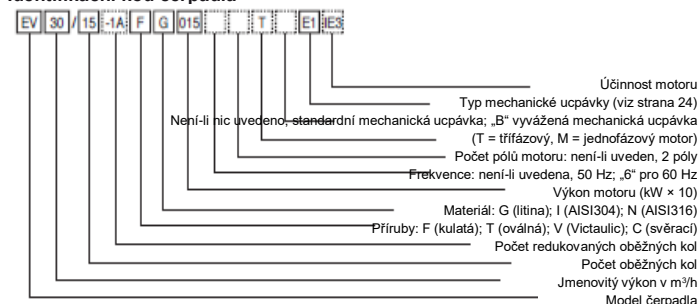 EV 30 / 15 -1A F G 015 T E1 IE3
Účinnost motoru
Typ mechanické ucpávky (viz strana 24)
Není-li nic uvedeno, standardní mechanická ucpávka; „B" vyvážená mechanická ucpávka
(T = třífázový, M = jednofázový motor)
Počet pólů motoru: není-li uveden, 2 póly
Frekvence: není-li uvedena, 50 Hz; „6" pro 60 Hz
Výkon motoru (kW × 10)
Materiál: G (litina); I (AISI304); N (AISI316)
Příruby: F (kulatá); T (oválná); V (Victaulic); C (svěrací)
Počet redukovaných oběžných kol
Počet oběžných kol
Jmenovitý výkon v m³/h
Model čerpadla